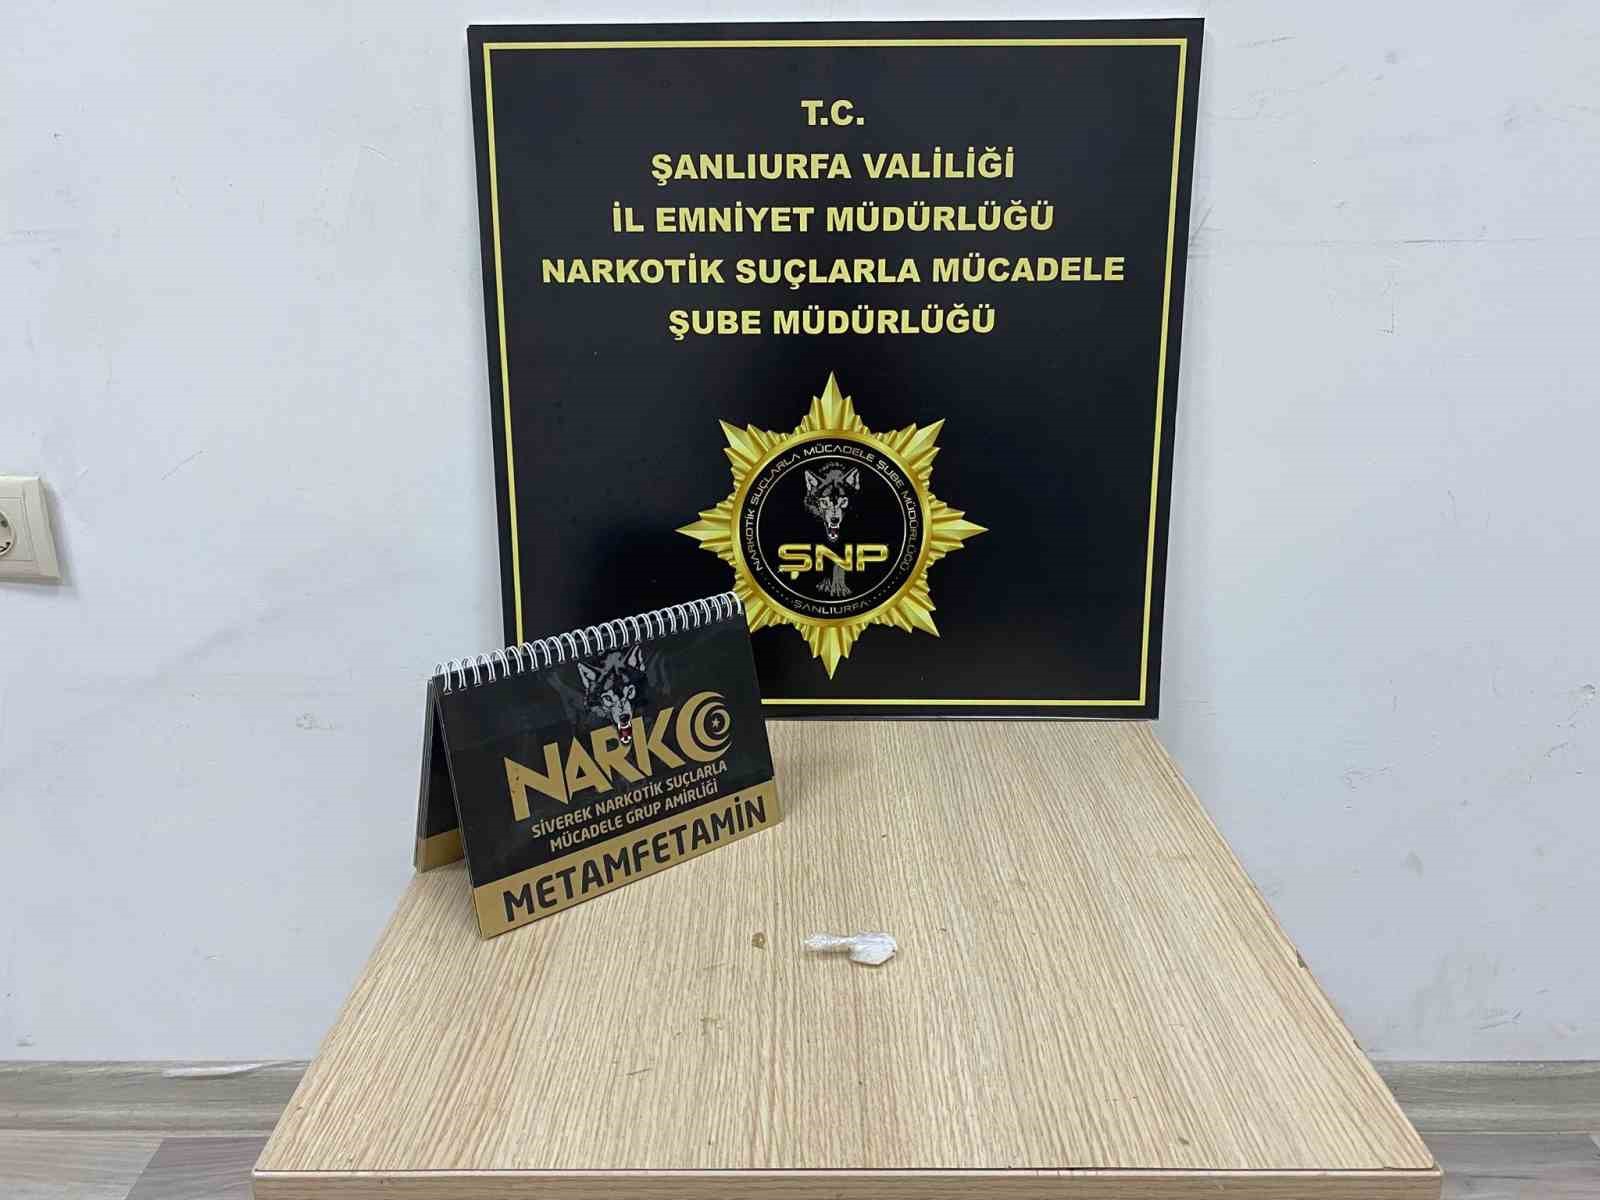 T.C.
ŞANLIURFA VALİLİĞİ
İL EMNİYET MÜDÜRLÜĞÜ
NARKOTİK SUÇLARLA MÜCADELE
ŞUBE MÜDÜRLÜĞÜ
NARKOTİK SUÇLARLA MÜCADELE ŞUBE MÜDÜRLÜĞÜ
ŞNP
ŞANLIURFA
NARKO
SİVEREK NARKOTİK SUÇLARLA
MÜCADELE GRUP AMİRLİĞİ
METAMFETAMİN